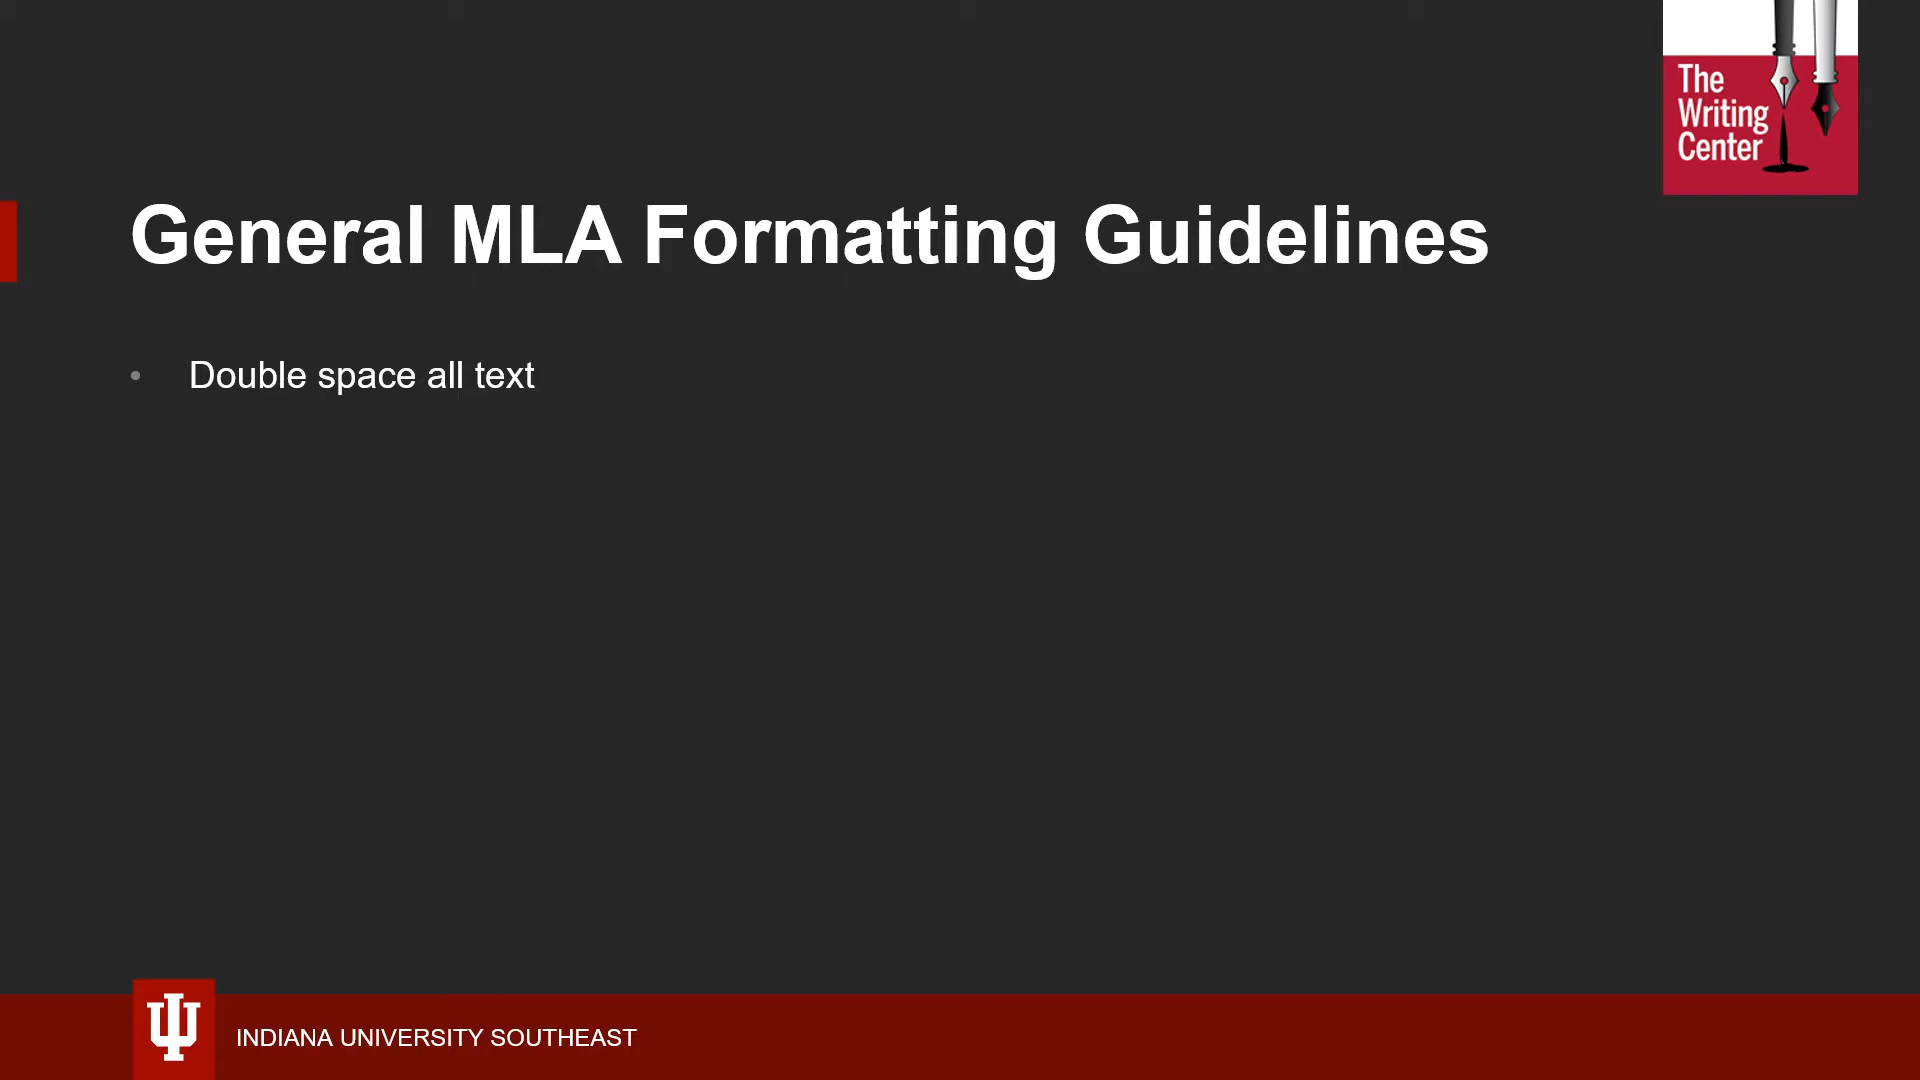 The
Writing
Center
General MLA Formatting Guidelines
• Double space all text
INDIANA UNIVERSITY SOUTHEAST